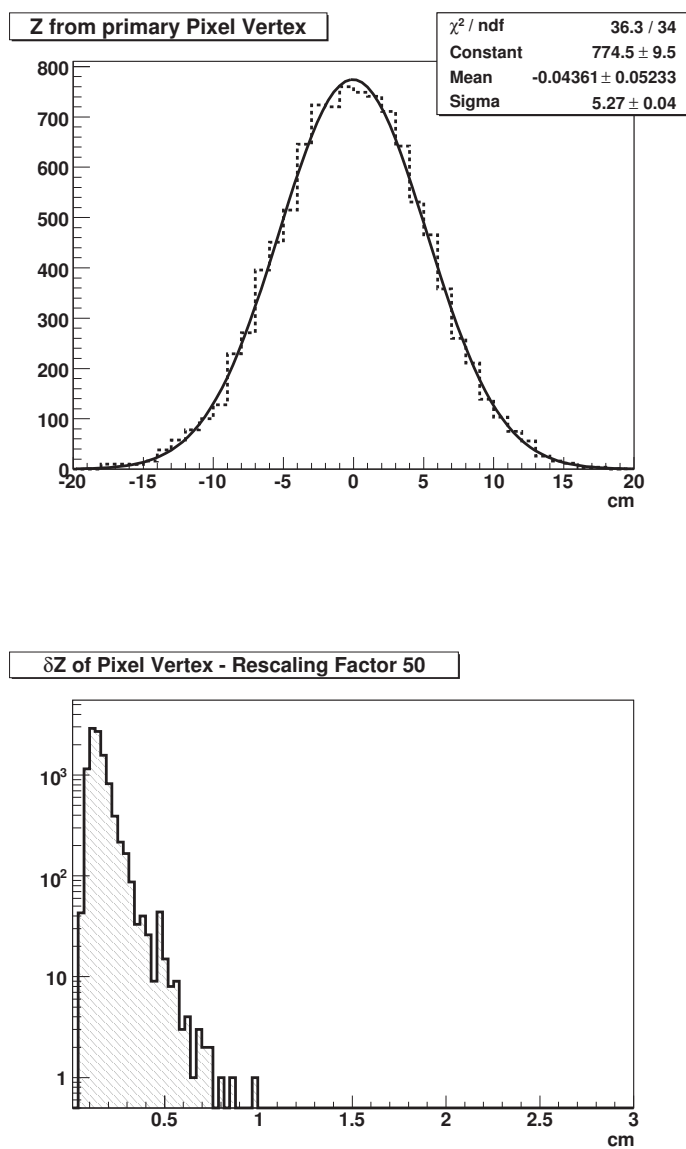 Z from primary Pixel Vertex
χ² / ndf 36.3 / 34
Constant 774.5 ± 9.5
Mean -0.04361 ± 0.05233
Sigma 5.27 ± 0.04
800
700
600
500
400
300
200
100
0
-20 -15 -10 -5 0 5 10 15 20
cm
δZ of Pixel Vertex - Rescaling Factor 50
10³
10²
10
1
0.5 1 1.5 2 2.5 3
cm